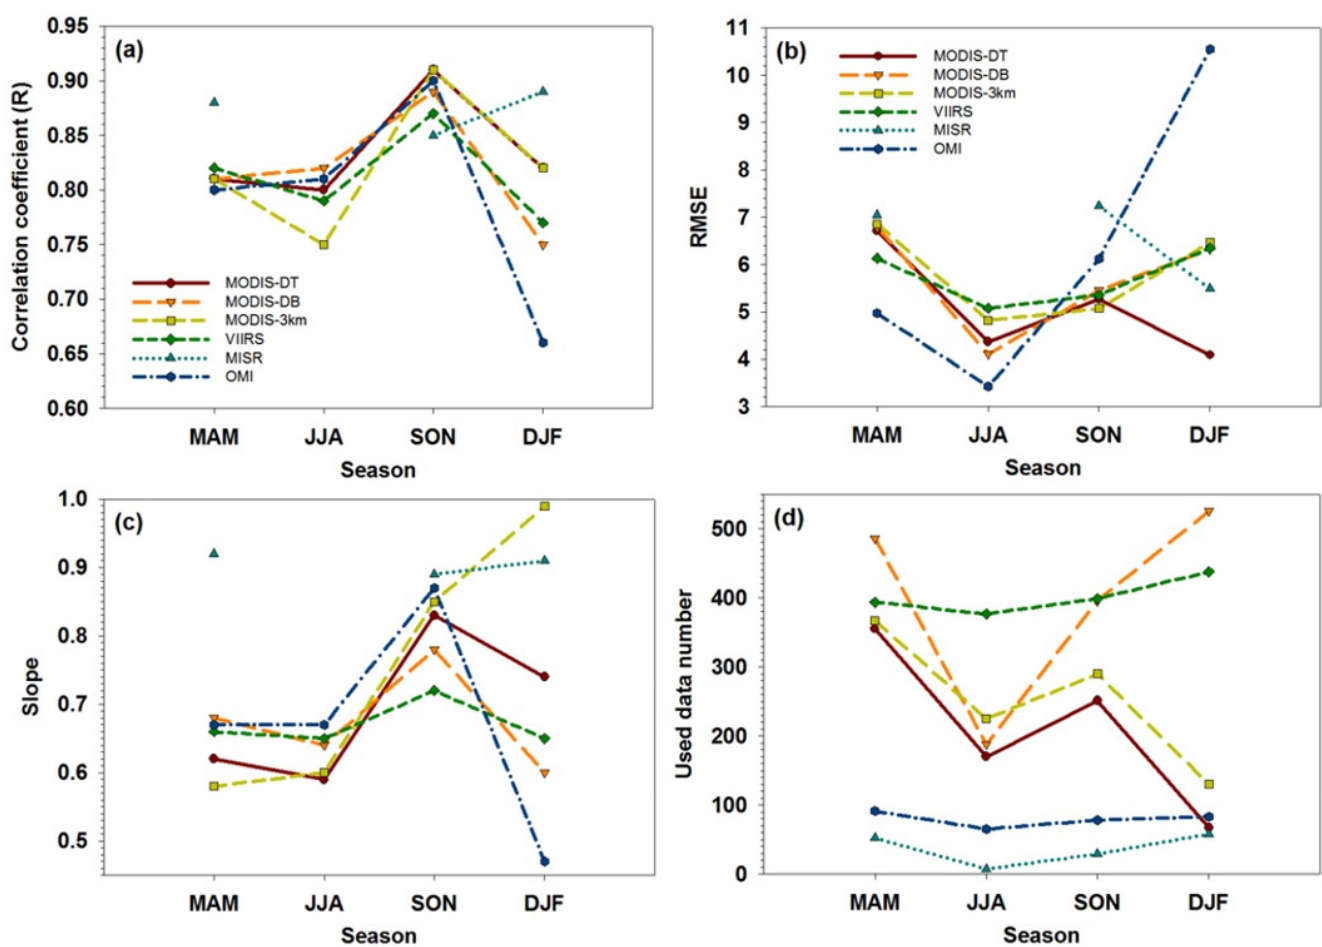 (a)
Correlation coefficient (R)
0.95
0.90
0.85
0.80
0.75
0.70
0.65
0.60
MODIS-DT
MODIS-DB
MODIS-3km
VIIRS
MISR
OMI
MAM JJA SON DJF
Season
(b)
RMSE
11
10
9
8
7
6
5
4
3
MODIS-DT
MODIS-DB
MODIS-3km
VIIRS
MISR
OMI
MAM JJA SON DJF
Season
(c)
Slope
1.0
0.9
0.8
0.7
0.6
0.5
MAM JJA SON DJF
Season
(d)
Used data number
500
400
300
200
100
0
MAM JJA SON DJF
Season